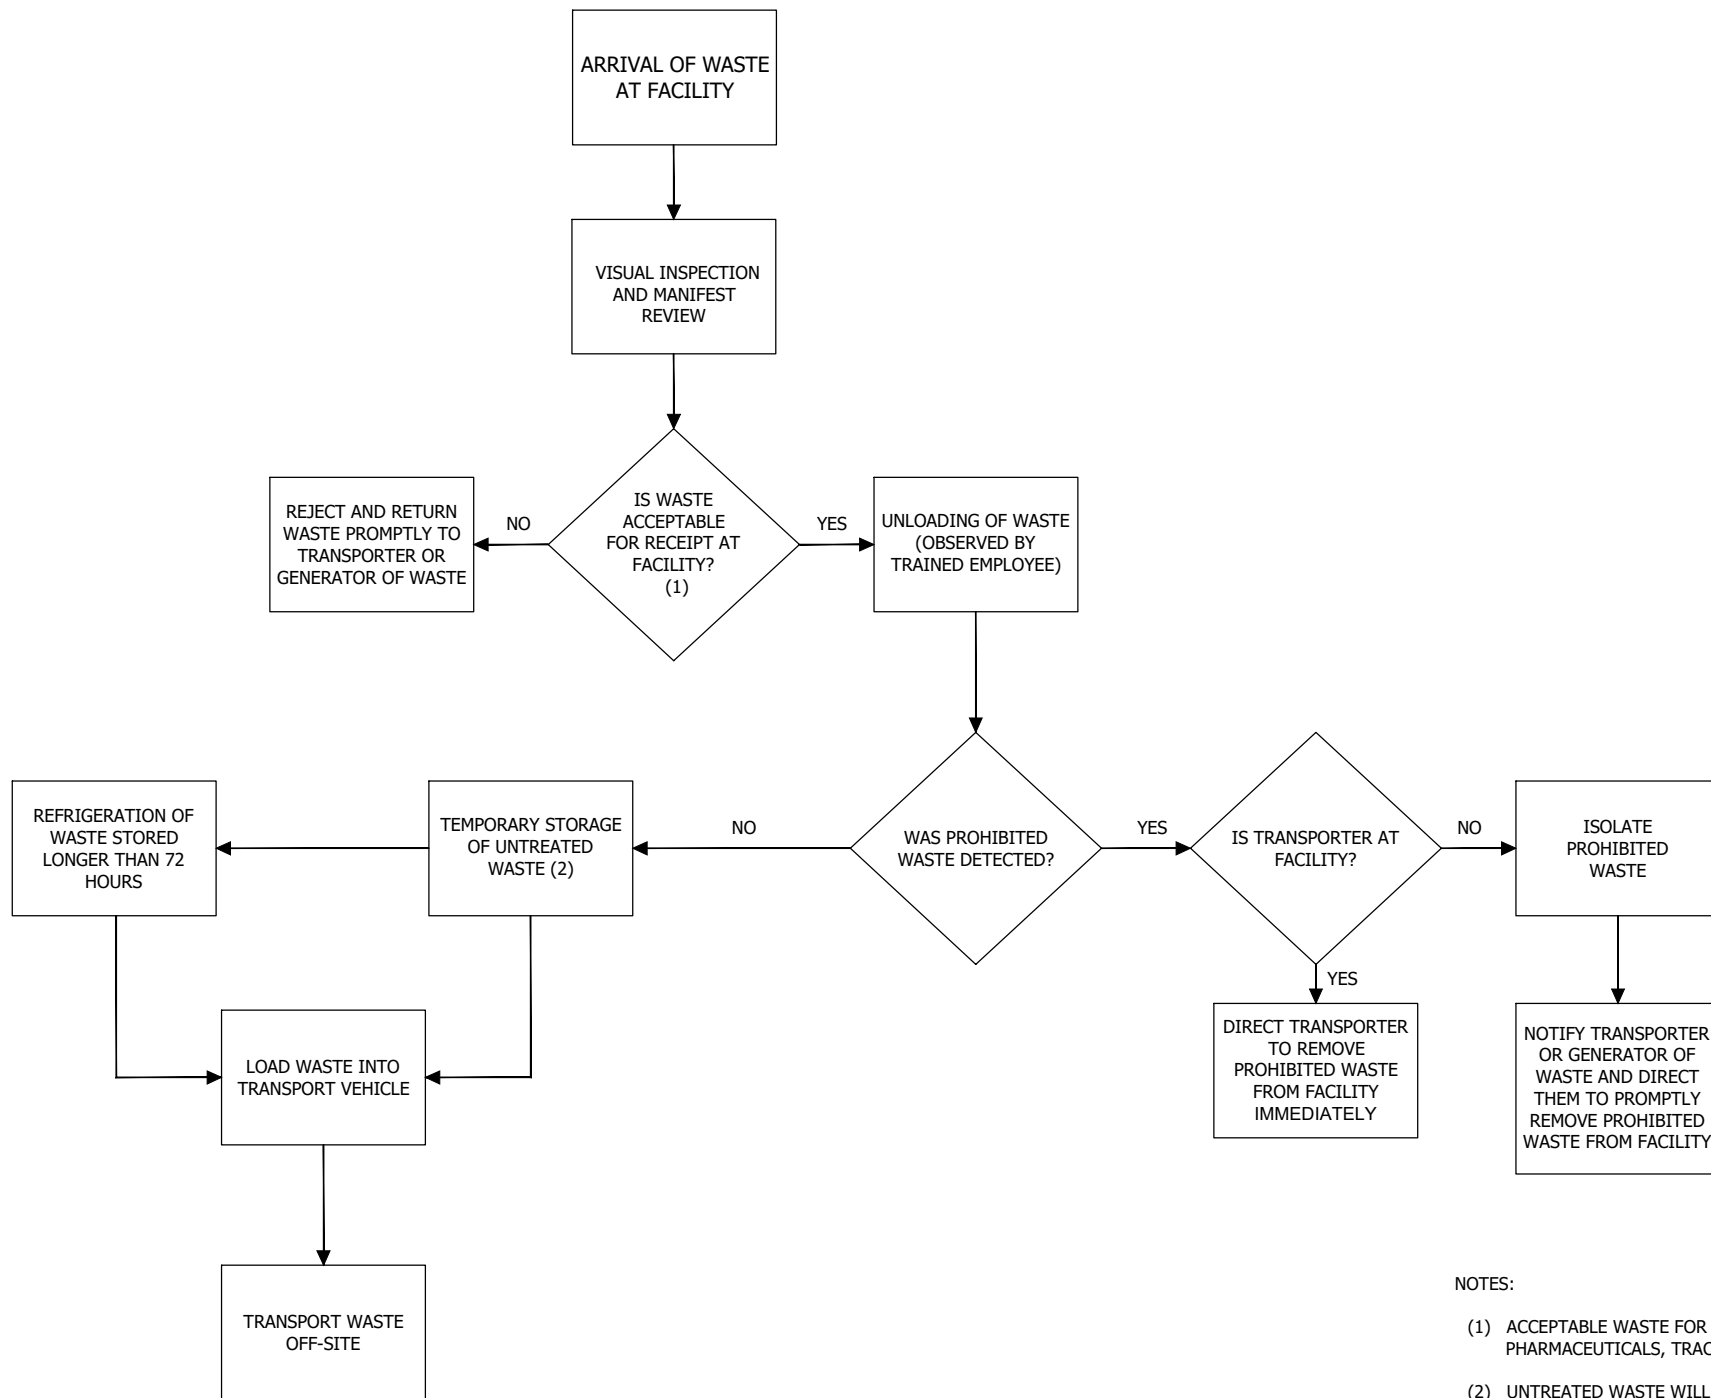 ARRIVAL OF WASTE
AT FACILITY
VISUAL INSPECTION
AND MANIFEST
REVIEW
IS WASTE
ACCEPTABLE
FOR RECEIPT AT
FACILITY?
(1)
NO
REJECT AND RETURN
WASTE PROMPTLY TO
TRANSPORTER OR
GENERATOR OF WASTE
YES
UNLOADING OF WASTE
(OBSERVED BY
TRAINED EMPLOYEE)
WAS PROHIBITED
WASTE DETECTED?
NO
TEMPORARY STORAGE
OF UNTREATED
WASTE (2)
REFRIGERATION OF
WASTE STORED
LONGER THAN 72
HOURS
LOAD WASTE INTO
TRANSPORT VEHICLE
TRANSPORT WASTE
OFF-SITE
YES
IS TRANSPORTER AT
FACILITY?
YES
DIRECT TRANSPORTER
TO REMOVE
PROHIBITED WASTE
FROM FACILITY
IMMEDIATELY
NO
ISOLATE
PROHIBITED
WASTE
NOTIFY TRANSPORTER
OR GENERATOR OF
WASTE AND DIRECT
THEM TO PROMPTLY
REMOVE PROHIBITED
WASTE FROM FACILITY
NOTES:
(1) ACCEPTABLE WASTE FOR
PHARMACEUTICALS, TRAC
(2) UNTREATED WASTE WILL